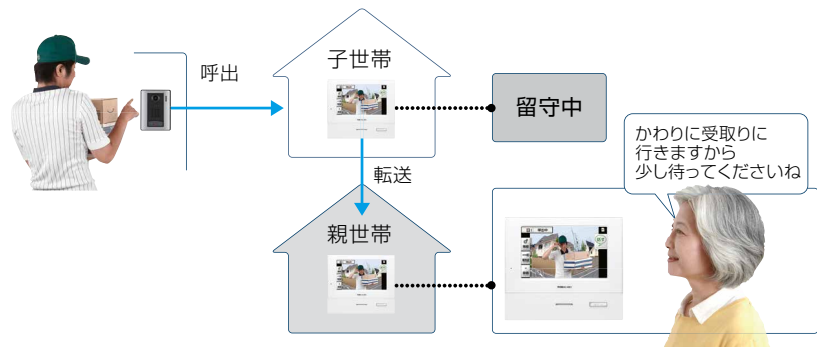 呼出
子世帯
留守中
転送
かわりに受取りに
行きますから
少し待ってくださいね
親世帯